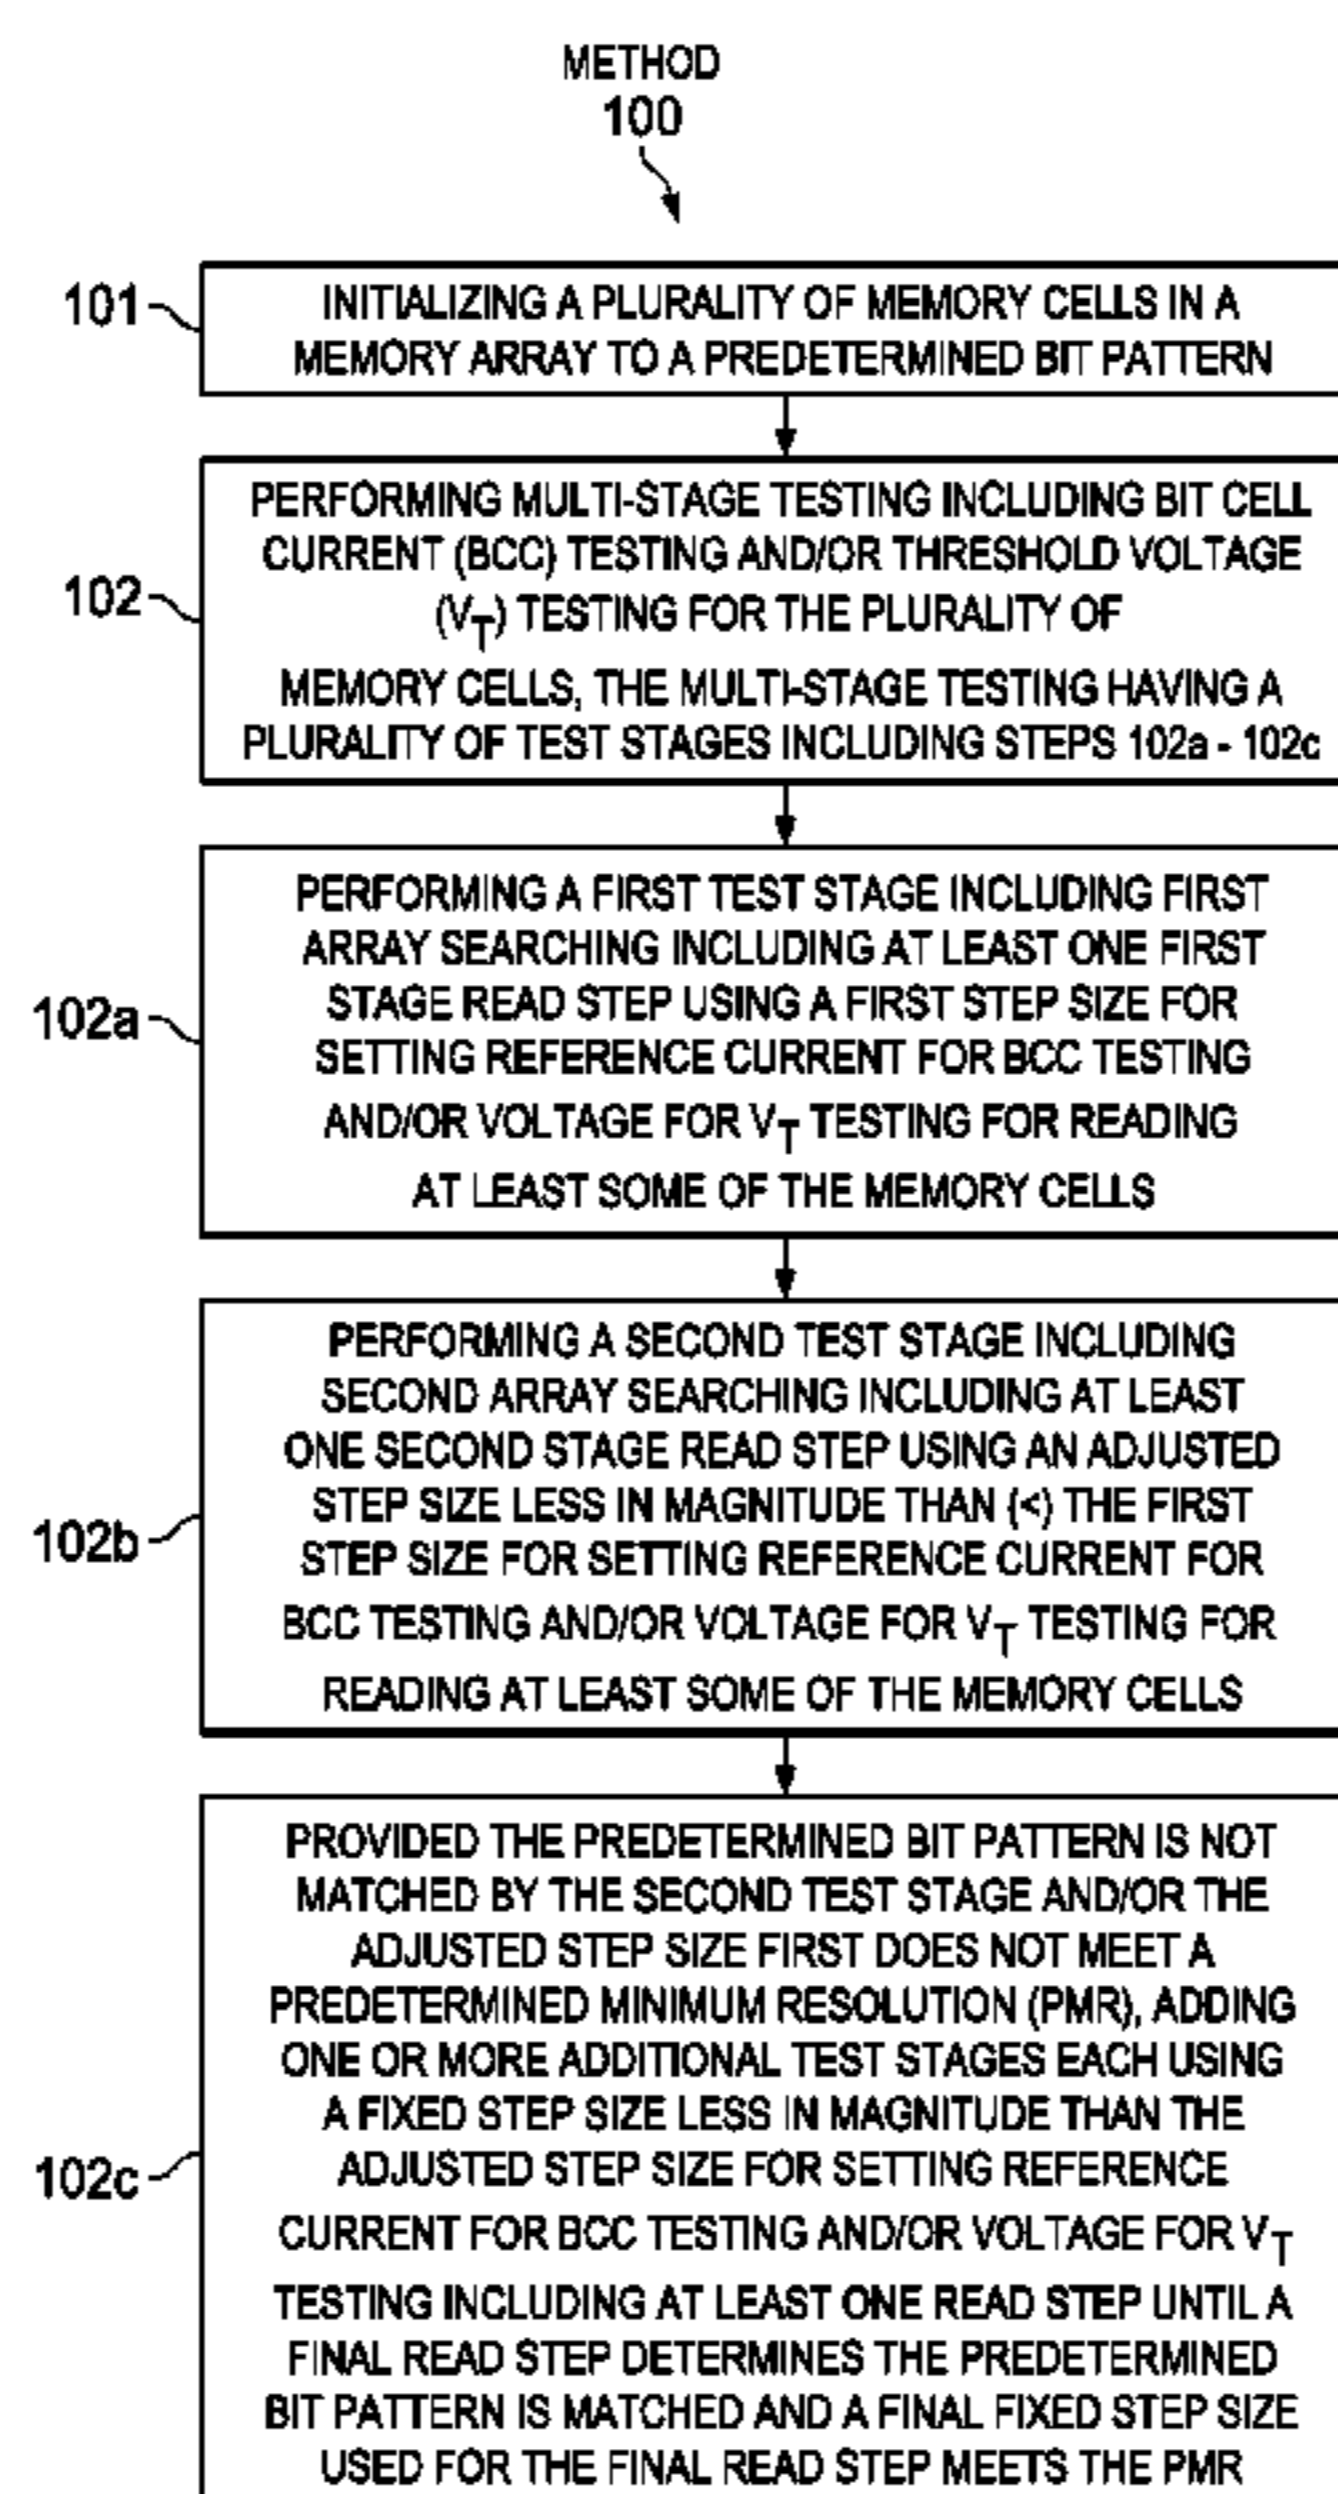 METHOD
100
101
INITIALIZING A PLURALITY OF MEMORY CELLS IN A
MEMORY ARRAY TO A PREDETERMINED BIT PATTERN
102
PERFORMING MULTI-STAGE TESTING INCLUDING BIT CELL
CURRENT (BCC) TESTING AND/OR THRESHOLD VOLTAGE
(VT) TESTING FOR THE PLURALITY OF
MEMORY CELLS, THE MULTI-STAGE TESTING HAVING A
PLURALITY OF TEST STAGES INCLUDING STEPS 102a - 102c
102a
PERFORMING A FIRST TEST STAGE INCLUDING FIRST
ARRAY SEARCHING INCLUDING AT LEAST ONE FIRST
STAGE READ STEP USING A FIRST STEP SIZE FOR
SETTING REFERENCE CURRENT FOR BCC TESTING
AND/OR VOLTAGE FOR VT TESTING FOR READING
AT LEAST SOME OF THE MEMORY CELLS
102b
PERFORMING A SECOND TEST STAGE INCLUDING
SECOND ARRAY SEARCHING INCLUDING AT LEAST
ONE SECOND STAGE READ STEP USING AN ADJUSTED
STEP SIZE LESS IN MAGNITUDE THAN (<) THE FIRST
STEP SIZE FOR SETTING REFERENCE CURRENT FOR
BCC TESTING AND/OR VOLTAGE FOR VT TESTING FOR
READING AT LEAST SOME OF THE MEMORY CELLS
102c
PROVIDED THE PREDETERMINED BIT PATTERN IS NOT
MATCHED BY THE SECOND TEST STAGE AND/OR THE
ADJUSTED STEP SIZE FIRST DOES NOT MEET A
PREDETERMINED MINIMUM RESOLUTION (PMR), ADDING
ONE OR MORE ADDITIONAL TEST STAGES EACH USING
A FIXED STEP SIZE LESS IN MAGNITUDE THAN THE
ADJUSTED STEP SIZE FOR SETTING REFERENCE
CURRENT FOR BCC TESTING AND/OR VOLTAGE FOR VT
TESTING INCLUDING AT LEAST ONE READ STEP UNTIL A
FINAL READ STEP DETERMINES THE PREDETERMINED
BIT PATTERN IS MATCHED AND A FINAL FIXED STEP SIZE
USED FOR THE FINAL READ STEP MEETS THE PMR